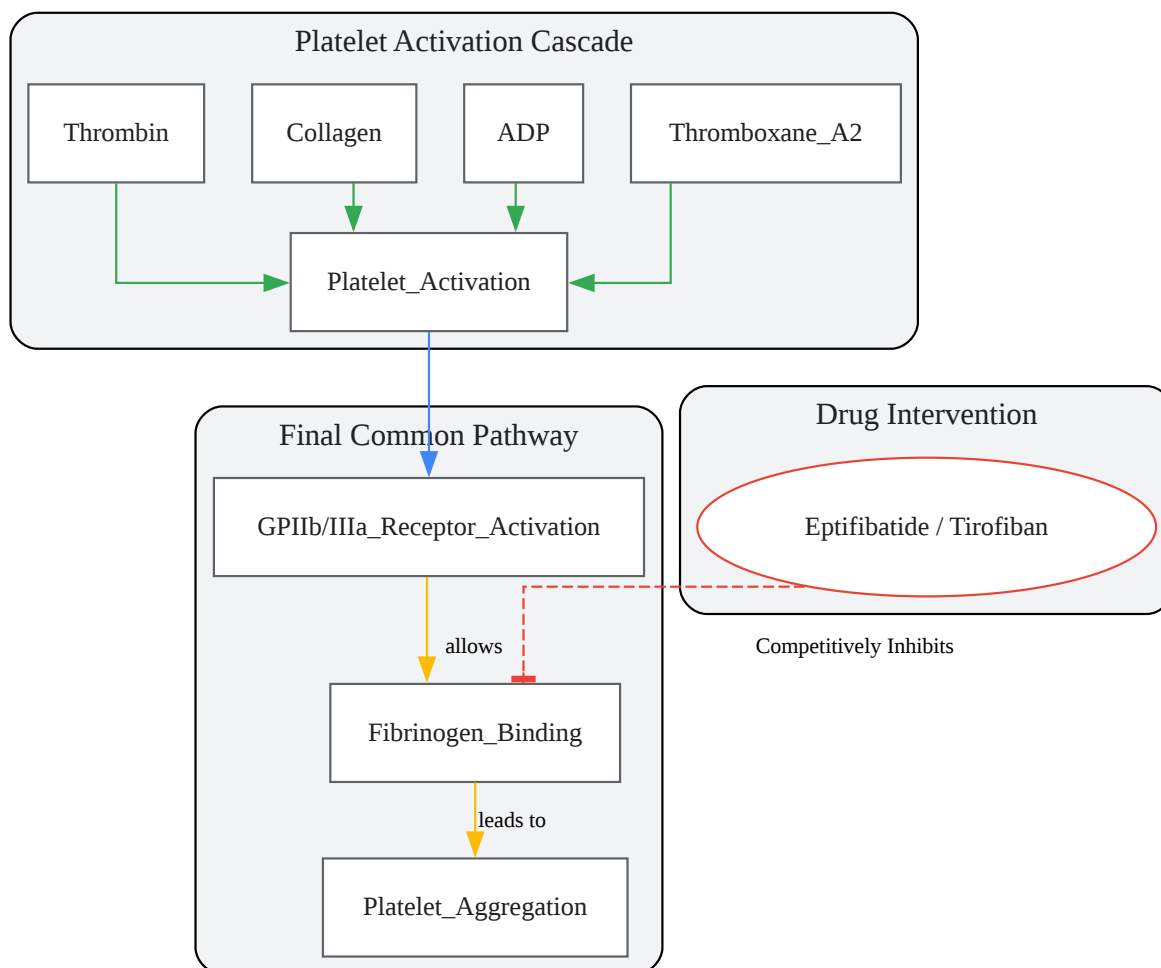 Platelet Activation Cascade
Thrombin
Collagen
ADP
Thromboxane_A2
Platelet_Activation
Final Common Pathway
Drug Intervention
GPIIb/IIIa_Receptor_Activation
Eptifibatide / Tirofiban
allows
Competitively Inhibits
Fibrinogen_Binding
leads to
Platelet_Aggregation